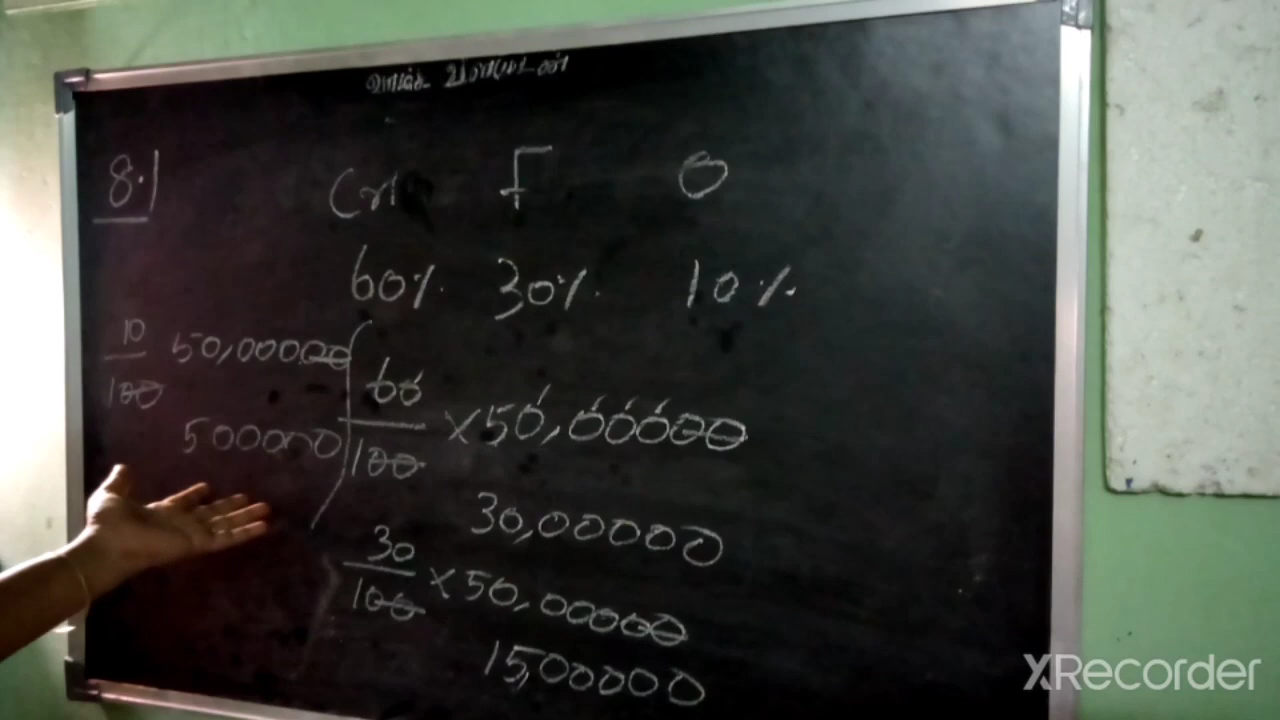 8.1
Cri F O
60% 30% 10%
10/100 50,00000
500000
60/100 ×50,00000
30,00000
30/100 ×50,00000
15,00000
XRecorder